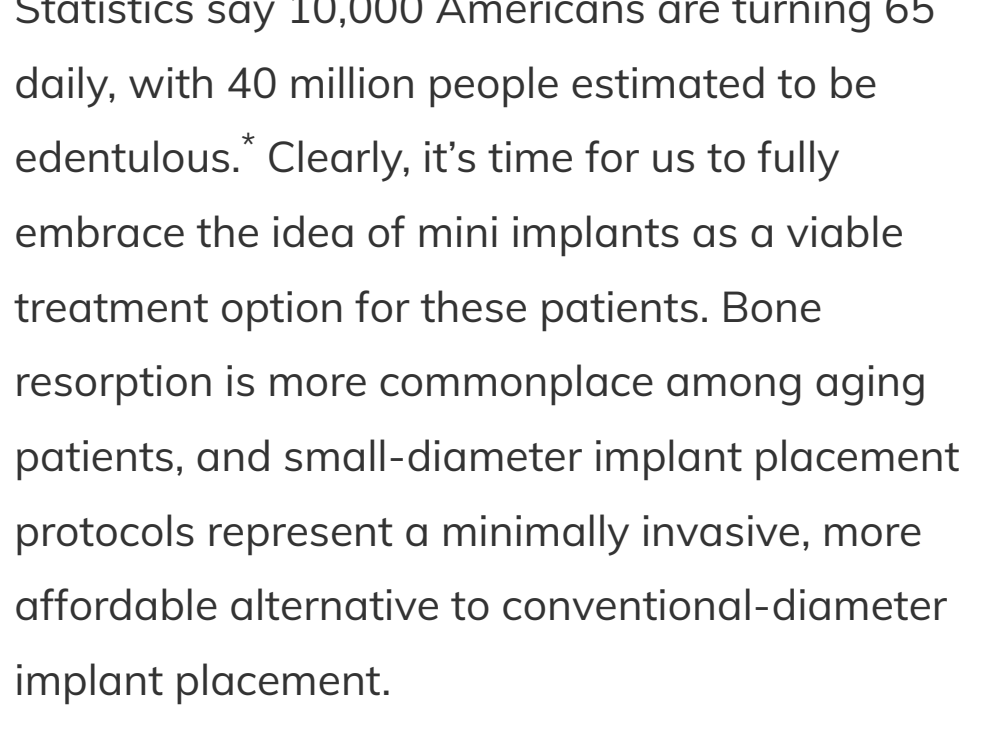 Statistics say 10,000 Americans are turning 65
daily, with 40 million people estimated to be
edentulous.* Clearly, it’s time for us to fully
embrace the idea of mini implants as a viable
treatment option for these patients. Bone
resorption is more commonplace among aging
patients, and small-diameter implant placement
protocols represent a minimally invasive, more
affordable alternative to conventional-diameter
implant placement.